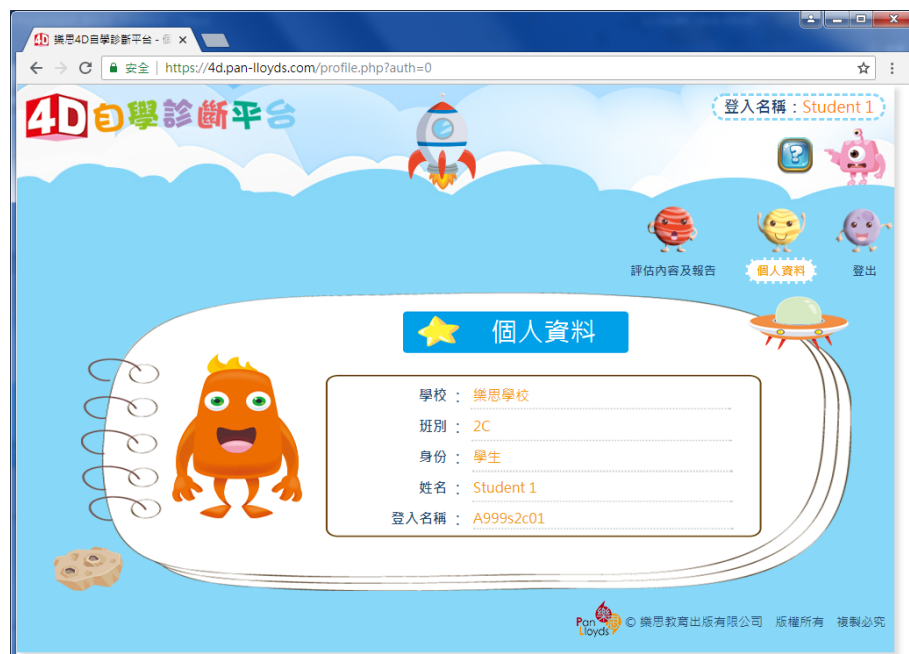 樂思4D自學診斷平台 - 個
安全 | https://4d.pan-lloyds.com/profile.php?auth=0
4D自學診斷平台
登入名稱：Student 1
?
評估內容及報告 個人資料 登出
個人資料
學校 : 樂思學校
班別 : 2C
身份 : 學生
姓名 : Student 1
登入名稱 : A999s2c01
Pan Lloyds 樂思 © 樂思教育出版有限公司 版權所有 複製必究